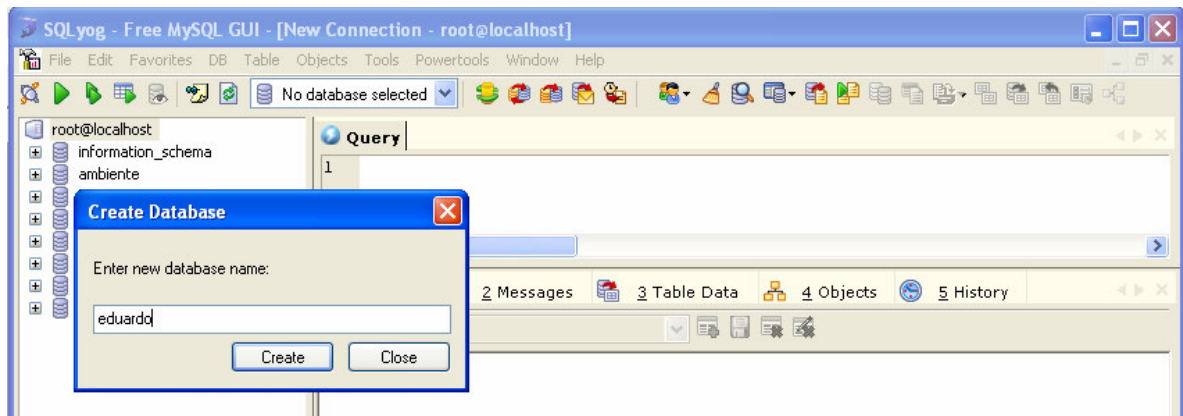 SQLyog - Free MySQL GUI - [New Connection - root@localhost]
File Edit Favorites DB Table Objects Tools Powertools Window Help
No database selected
root@localhost
information_schema
ambiente
Query
1
Create Database
Enter new database name:
eduardo
Create Close
2 Messages 3 Table Data 4 Objects 5 History